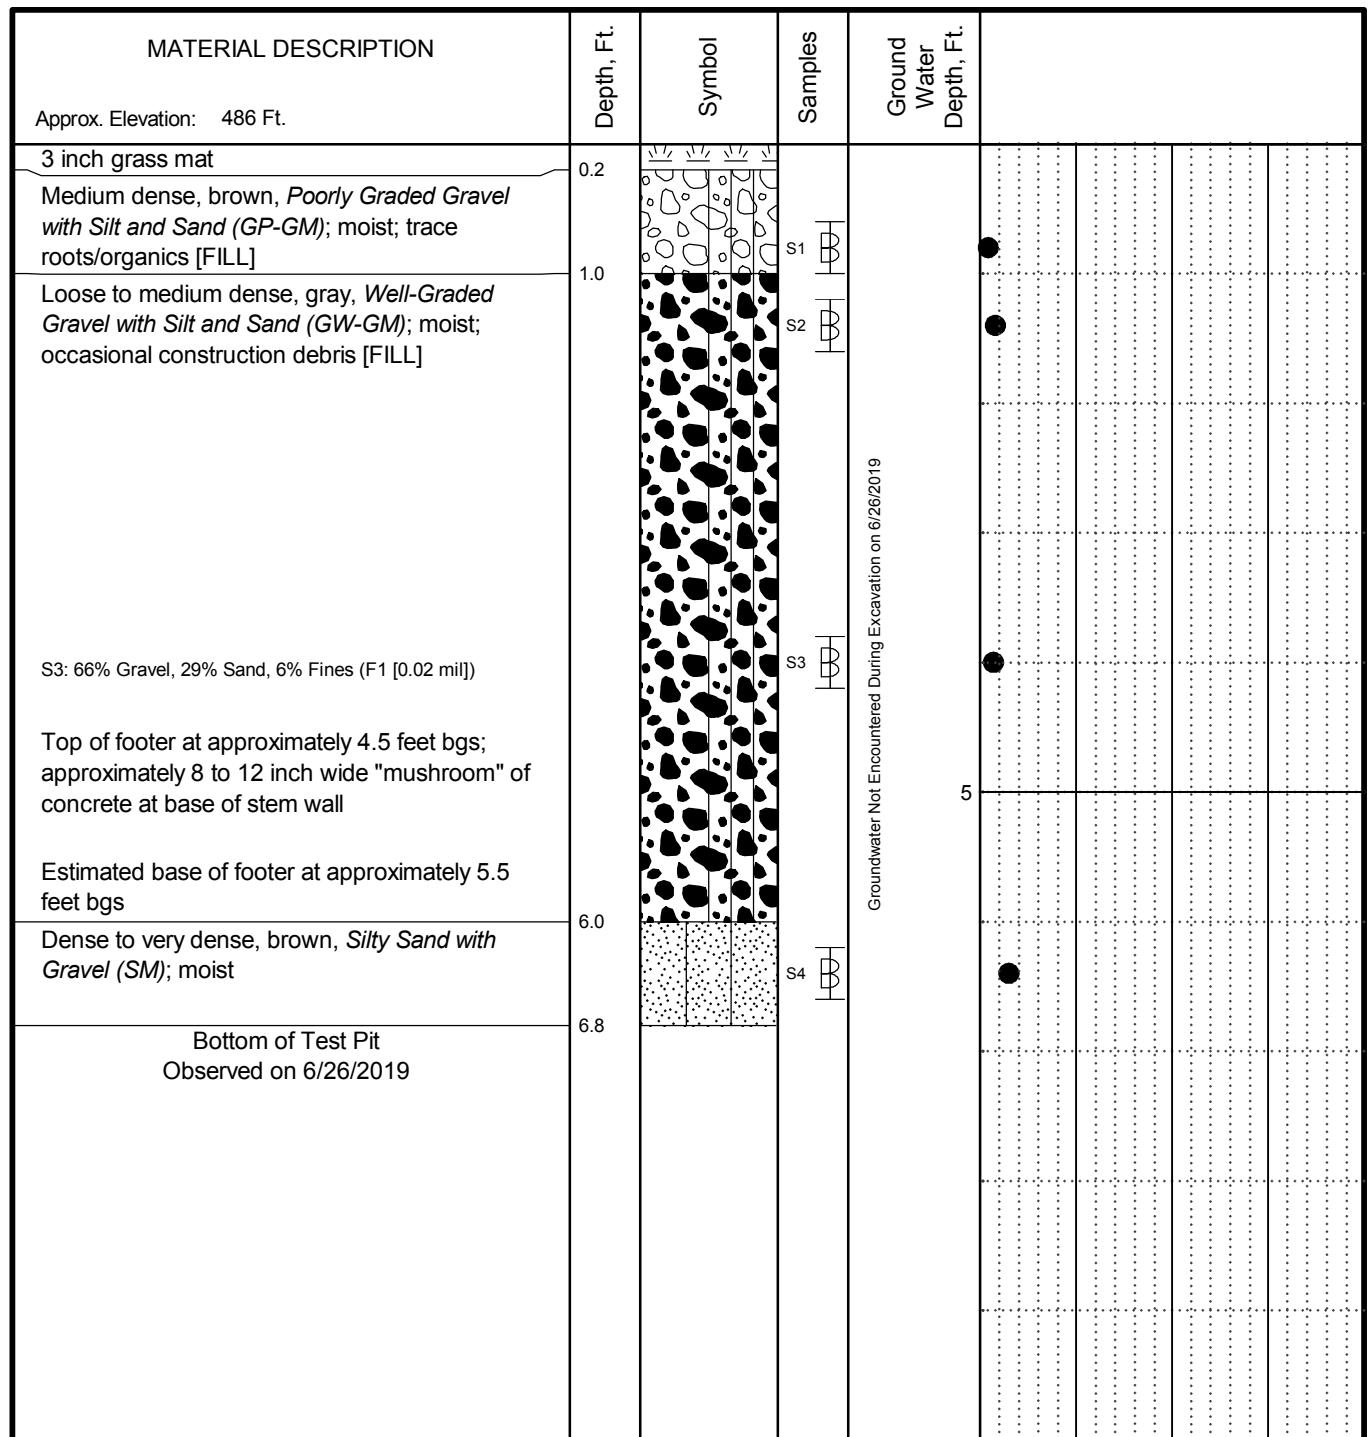 MATERIAL DESCRIPTION
Approx. Elevation: 486 Ft.
Depth, Ft.
Symbol
Samples
Ground
Water
Depth, Ft.
3 inch grass mat
0.2
Medium dense, brown, Poorly Graded Gravel
with Silt and Sand (GP-GM); moist; trace
roots/organics [FILL]
S1
1.0
Loose to medium dense, gray, Well-Graded
Gravel with Silt and Sand (GW-GM); moist;
occasional construction debris [FILL]
S2
Groundwater Not Encountered During Excavation on 6/26/2019
S3: 66% Gravel, 29% Sand, 6% Fines (F1 [0.02 mil])
S3
Top of footer at approximately 4.5 feet bgs;
approximately 8 to 12 inch wide "mushroom" of
concrete at base of stem wall
5
Estimated base of footer at approximately 5.5
feet bgs
6.0
Dense to very dense, brown, Silty Sand with
Gravel (SM); moist
S4
6.8
Bottom of Test Pit
Observed on 6/26/2019